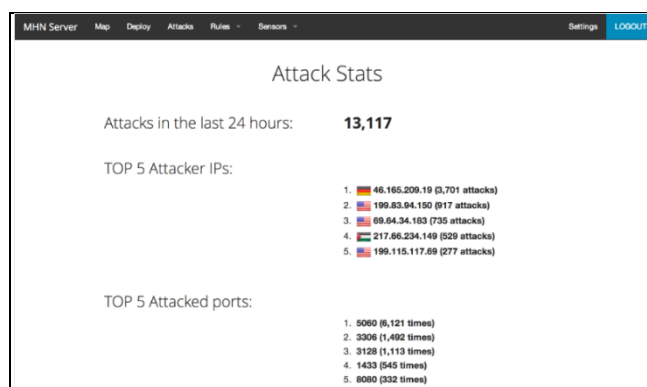 MHN Server Map Deploy Attacks Rules Sensors Settings LOGOUT
Attack Stats
Attacks in the last 24 hours: 13,117
TOP 5 Attacker IPs:
1. 46.165.209.19 (3,701 attacks)
2. 199.83.94.150 (917 attacks)
3. 69.64.34.183 (735 attacks)
4. 217.66.234.149 (529 attacks)
5. 199.115.117.69 (277 attacks)
TOP 5 Attacked ports:
1. 5060 (6,121 times)
2. 3306 (1,492 times)
3. 3128 (1,113 times)
4. 1433 (545 times)
5. 8080 (332 times)